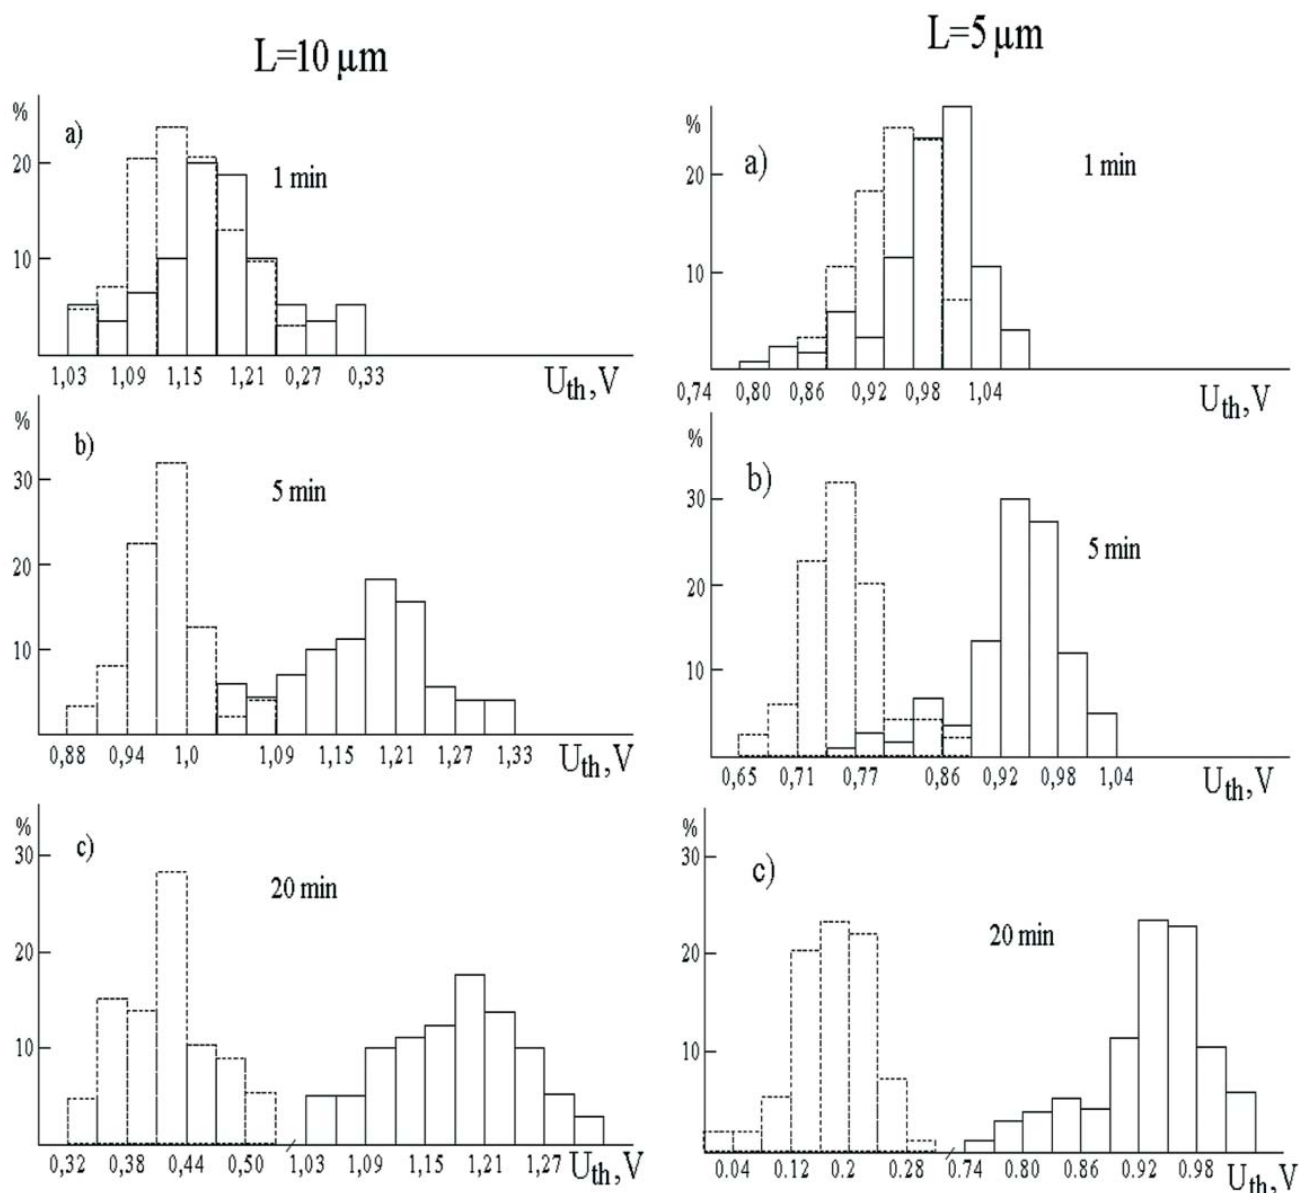 L=10 µm
%
a)
20
1 min
10
1,03 1,09 1,15 1,21 0,27 0,33
Uth,V
%
b)
30
5 min
20
10
0,88 0,94 1,0 1,09 1,15 1,21 1,27 1,33
Uth,V
%
c)
30
20 min
20
10
0,32 0,38 0,44 0,50 1,03 1,09 1,15 1,21 1,27
Uth,V
L=5 µm
%
a)
20
1 min
10
0,74 0,80 0,86 0,92 0,98 1,04
Uth,V
%
b)
30
5 min
20
10
0,65 0,71 0,77 0,86 0,92 0,98 1,04
Uth,V
%
c)
30
20 min
20
10
0.04 0.12 0.2 0.28 0.74 0.80 0.86 0.92 0.98
Uth,V